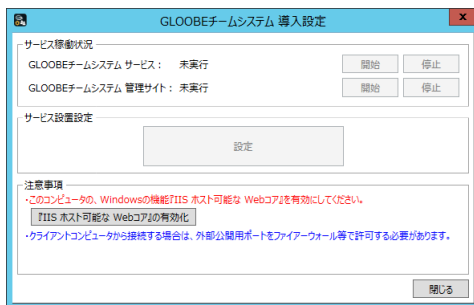 GLOOBEチームシステム 導入設定
x
サービス稼働状況
GLOOBEチームシステム サービス： 未実行 開始 停止
GLOOBEチームシステム 管理サイト： 未実行 開始 停止
サービス設置設定
設定
注意事項
・このコンピュータの、Windowsの機能『IIS ホスト可能な Webコア』を有効にしてください。
『IIS ホスト可能な Webコア』の有効化
・クライアントコンピュータから接続する場合は、外部公開用ポートをファイアーウォール等で許可する必要があります。
閉じる